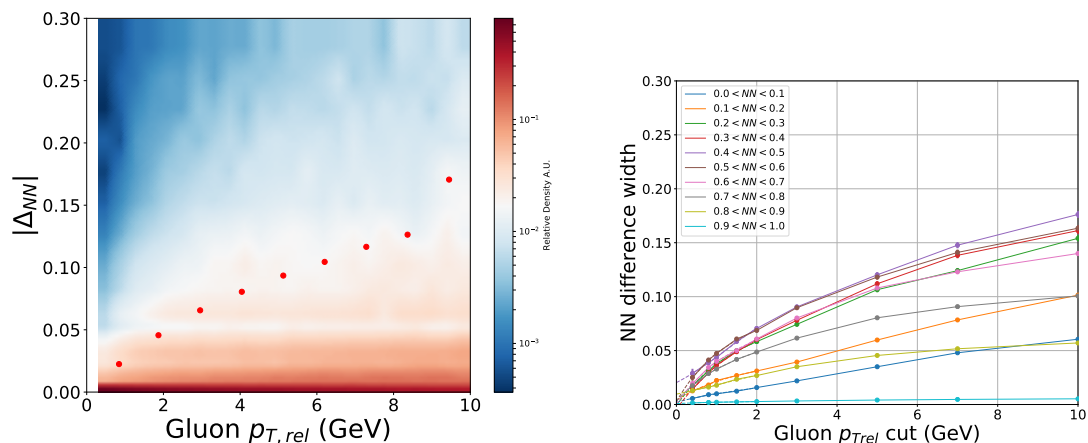 0.30
0.25
0.20
0.15
0.10
0.05
0.00
|Δ_NN|
0 2 4 6 8 10
Gluon p_T, rel (GeV)
10⁻¹
10⁻²
10⁻³
Relative Density A.U.
0.30
0.25
0.20
0.15
0.10
0.05
0.00
NN difference width
0.0 < NN < 0.1
0.1 < NN < 0.2
0.2 < NN < 0.3
0.3 < NN < 0.4
0.4 < NN < 0.5
0.5 < NN < 0.6
0.6 < NN < 0.7
0.7 < NN < 0.8
0.8 < NN < 0.9
0.9 < NN < 1.0
0 2 4 6 8 10
Gluon p_Trel cut (GeV)